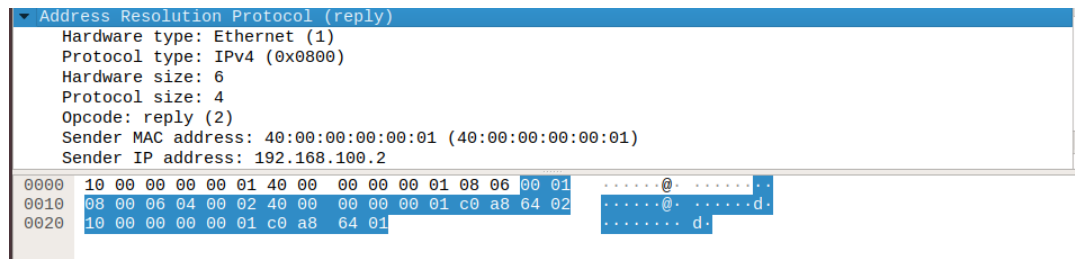 ▼ Address Resolution Protocol (reply)
Hardware type: Ethernet (1)
Protocol type: IPv4 (0x0800)
Hardware size: 6
Protocol size: 4
Opcode: reply (2)
Sender MAC address: 40:00:00:00:00:01 (40:00:00:00:00:01)
Sender IP address: 192.168.100.2
0000 10 00 00 00 00 01 40 00 00 00 00 01 08 06 00 01 ······@· ········
0010 08 00 06 04 00 02 40 00 00 00 00 01 c0 a8 64 02 ······@· ······d·
0020 10 00 00 00 00 01 c0 a8 64 01 ········ d·